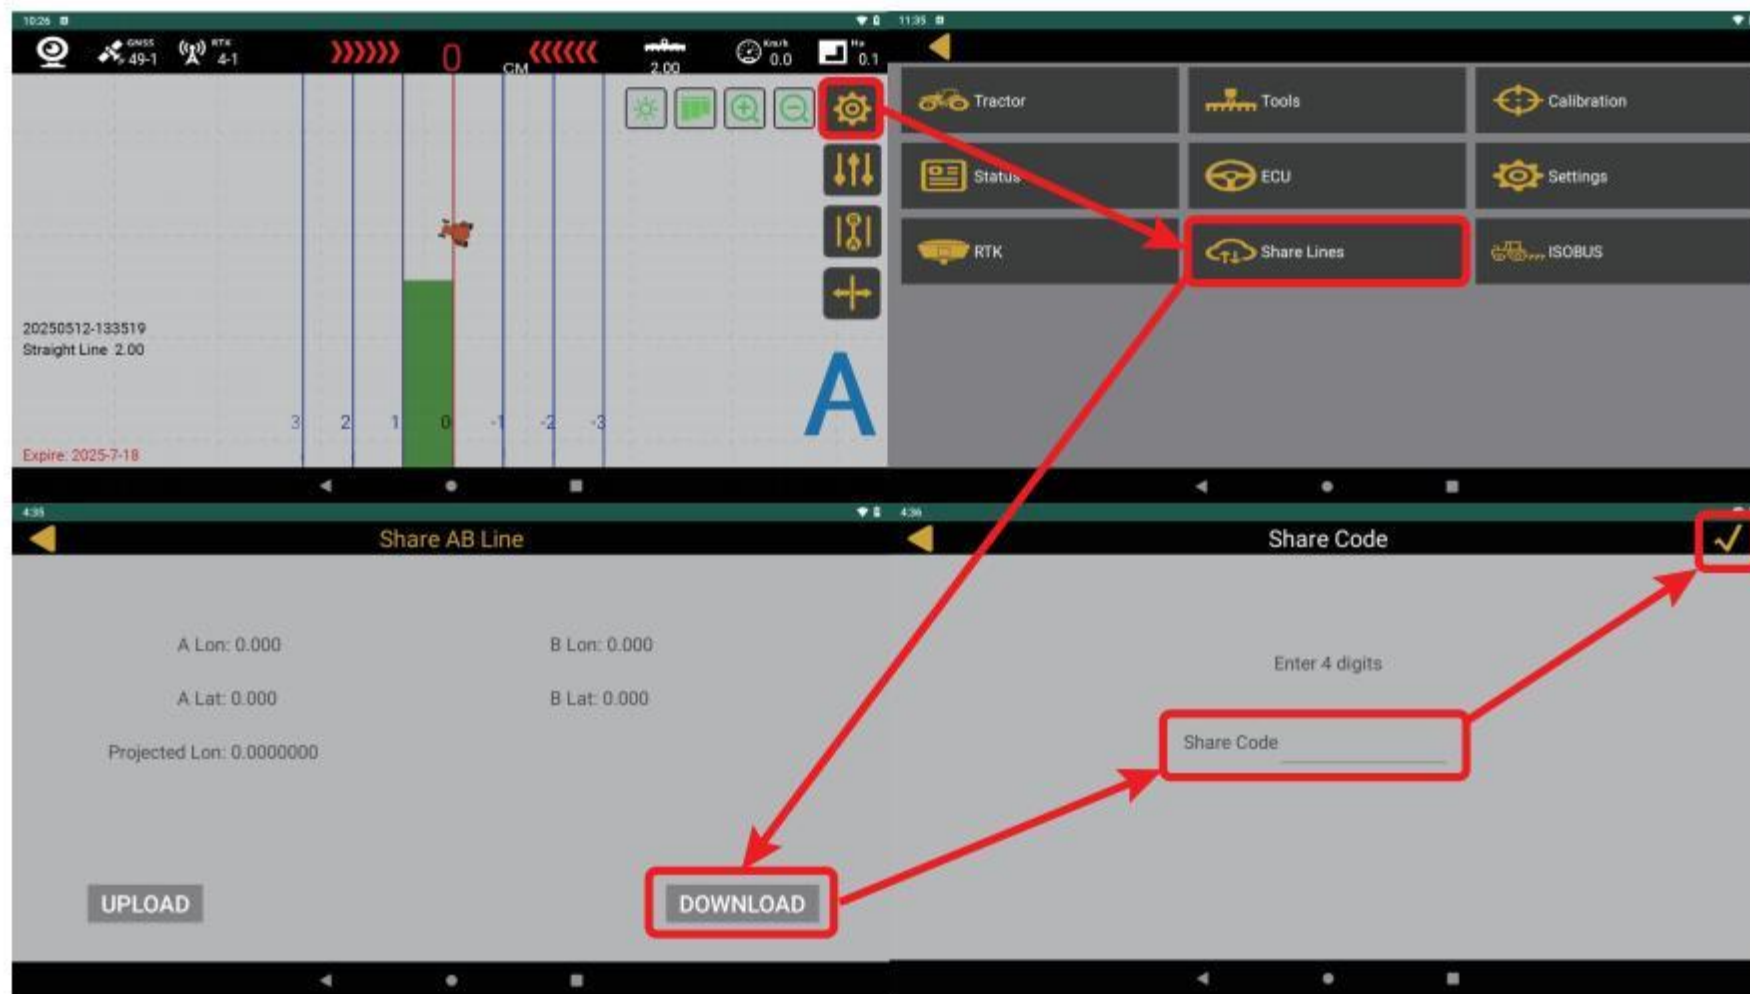 10:26
GNSS
49-1
RTK
4-1
0
CM
2.00
Km/h
0.0
Ha
0.1
20250512-133519
Straight Line 2.00
3 2 1 0 -1 -2 -3
A
Expire: 2025-7-18
11:35
Tractor
Tools
Calibration
Status
ECU
Settings
RTK
Share Lines
ISOBUS
4:35
Share AB Line
A Lon: 0.000
B Lon: 0.000
A Lat: 0.000
B Lat: 0.000
Projected Lon: 0.0000000
UPLOAD
DOWNLOAD
4:36
Share Code
Enter 4 digits
Share Code